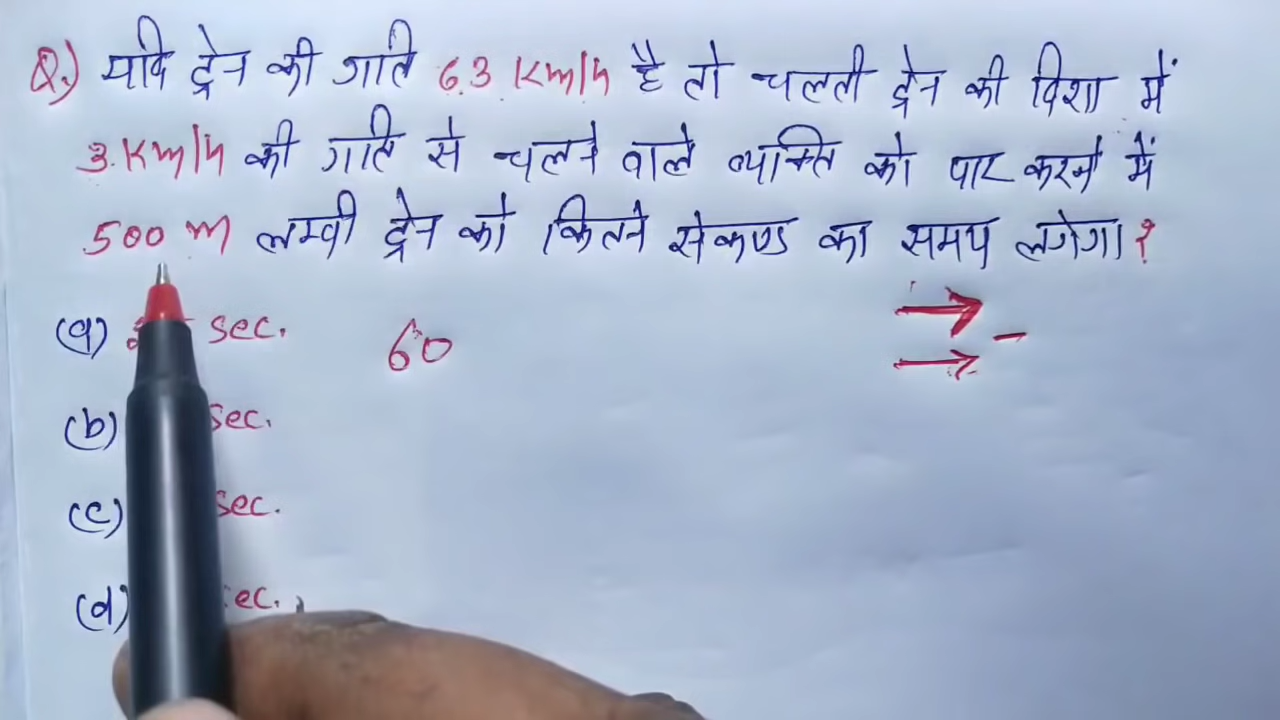 Q.) यदि ट्रेन की गति 63 Km/h है तो चलती ट्रेन की दिशा में
3 Km/h की गति से चलने वाले व्यक्ति को पार करने में
500 m लम्बी ट्रेन को कितने सेकण्ड का समय लगेगा?
(a) sec.
60
(b) sec.
(c) sec.
(d) sec.